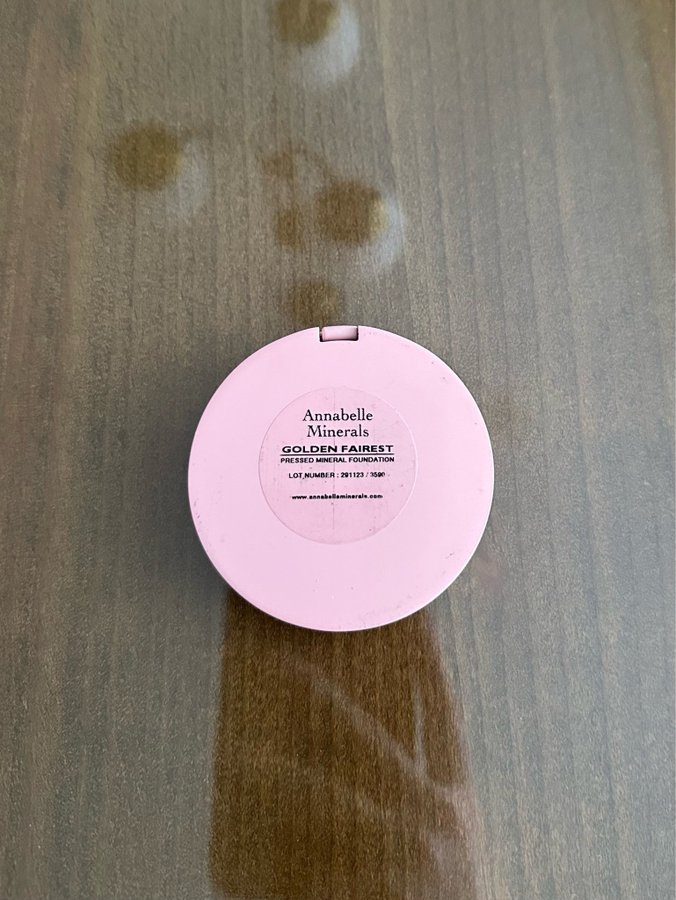 Annabelle
Minerals
GOLDEN FAIREST
PRESSED MINERAL FOUNDATION
LOT NUMBER : 291123 / 3590
www.annabelleminerals.com